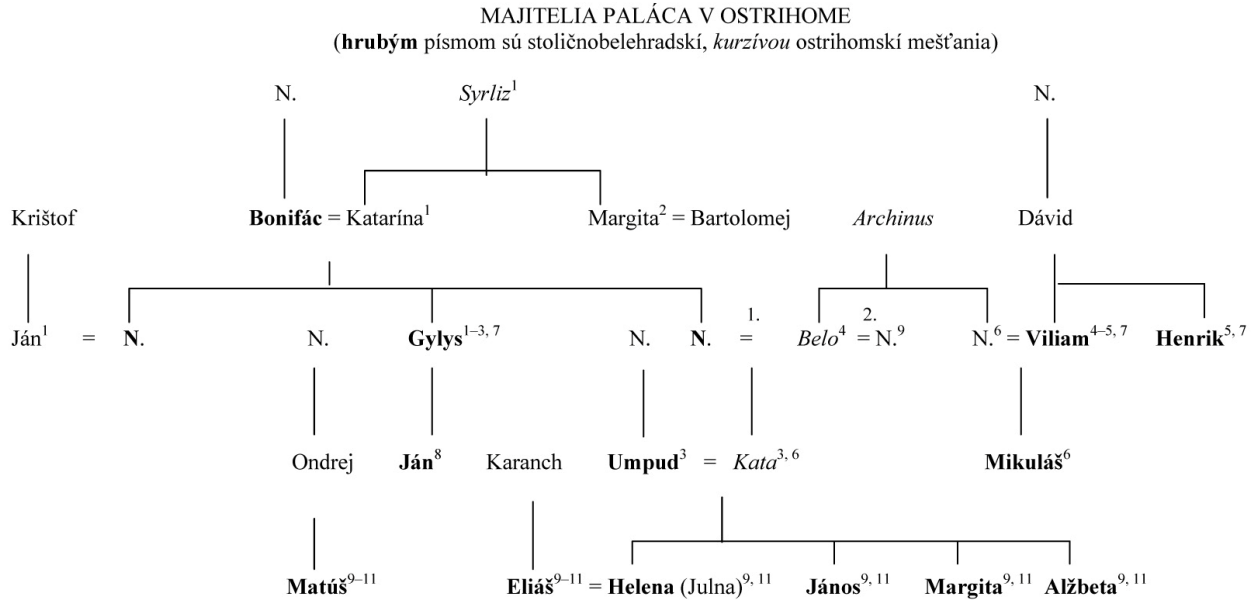 MAJITELIA PALÁCA V OSTRIHOME
(hrubým písmom sú stoličnobelehradskí, kurzívou ostrihomskí mešťania)
N. Syrliz¹ N.
Krištof Bonifác = Katarína¹ Margita² = Bartolomej Archinus Dávid
1. 2.
Ján¹ = N. N. Gylys¹⁻³, ⁷ N. N. = Belo⁴ = N.⁹ N.⁶ = Viliam⁴⁻⁵, ⁷ Henrik⁵, ⁷
Ondrej Ján⁸ Karanch Umpud³ = Kata³, ⁶ Mikuláš⁶
Matúš⁹⁻¹¹ Eliáš⁹⁻¹¹ = Helena (Julna)⁹, ¹¹ János⁹, ¹¹ Margita⁹, ¹¹ Alžbeta⁹, ¹¹